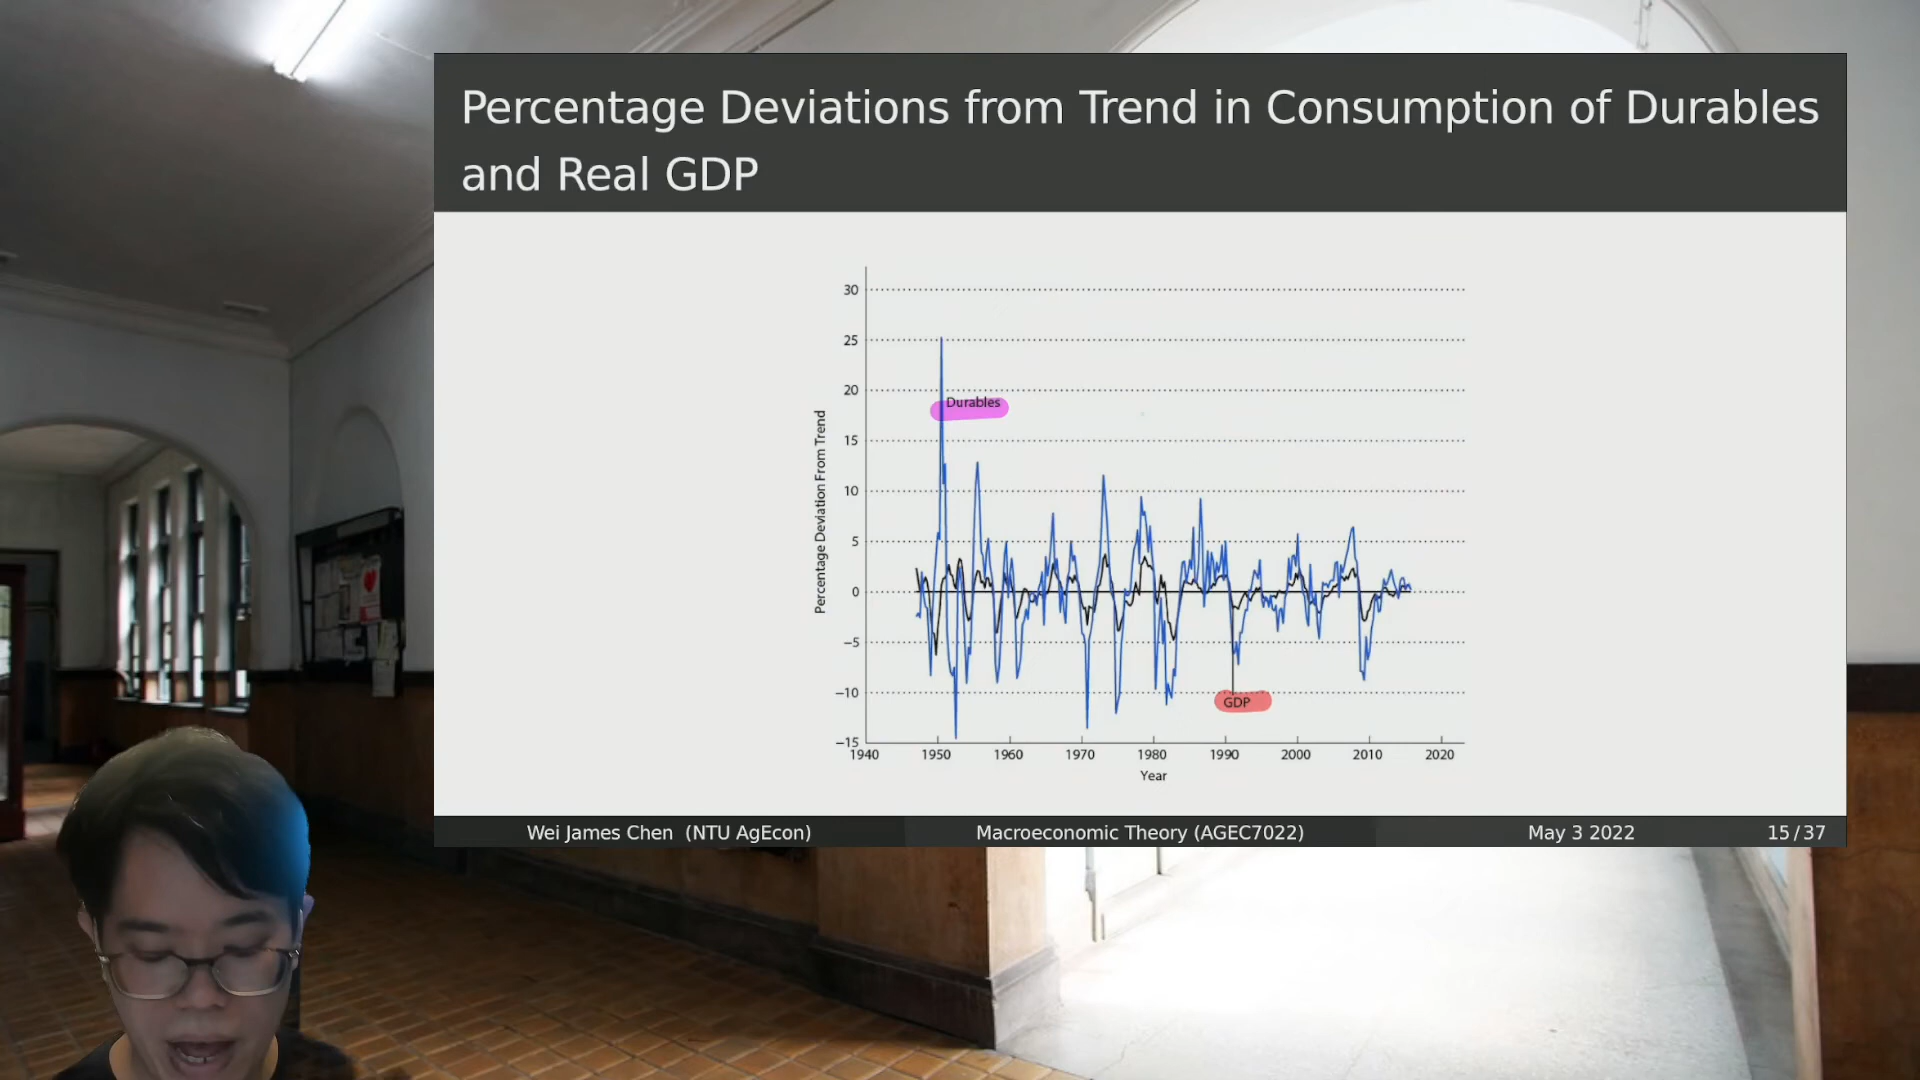 Percentage Deviations from Trend in Consumption of Durables
and Real GDP
30
25
20
Durables
15
10
5
0
−5
−10
GDP
−15
Percentage Deviation From Trend
1940 1950 1960 1970 1980 1990 2000 2010 2020
Year
Wei James Chen (NTU AgEcon) Macroeconomic Theory (AGEC7022) May 3 2022 15/37